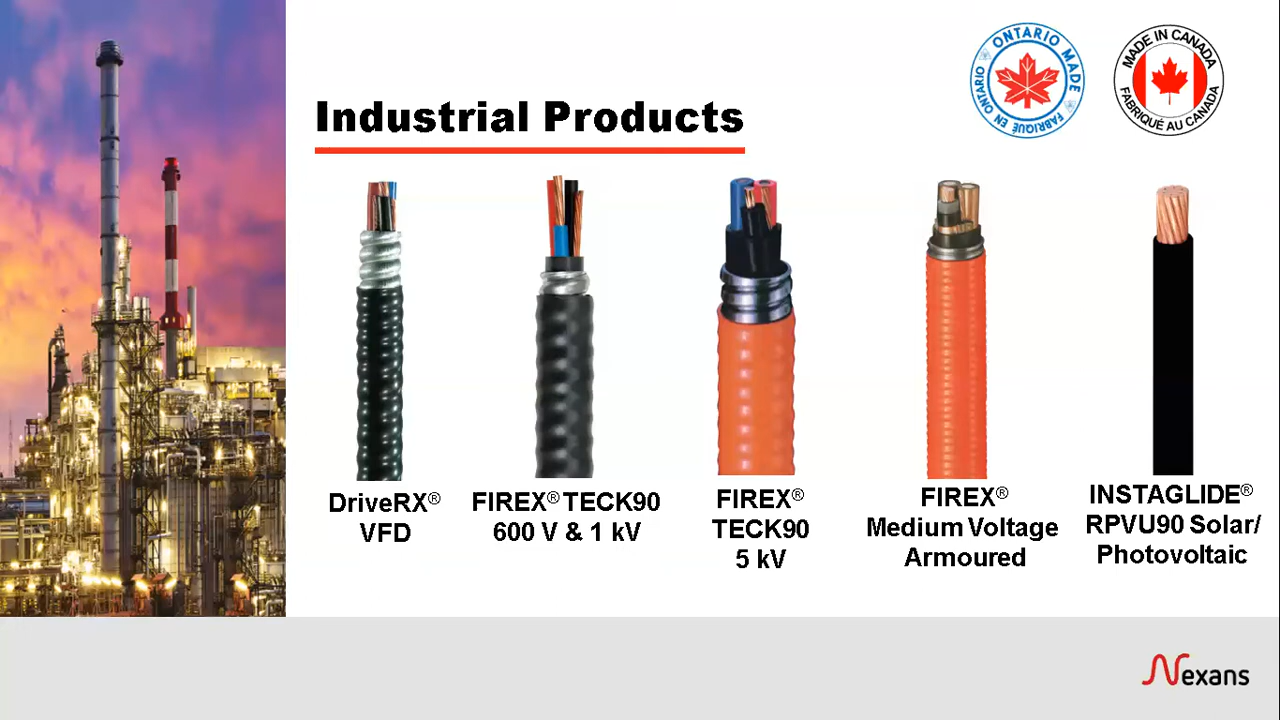 ONTARIO MADE
FABRIQUÉ EN ONTARIO
MADE IN CANADA
FABRIQUÉ AU CANADA
Industrial Products
DriveRX®
VFD
FIREX® TECK90
600 V & 1 kV
FIREX®
TECK90
5 kV
FIREX®
Medium Voltage
Armoured
INSTAGLIDE®
RPVU90 Solar/
Photovoltaic
Nexans